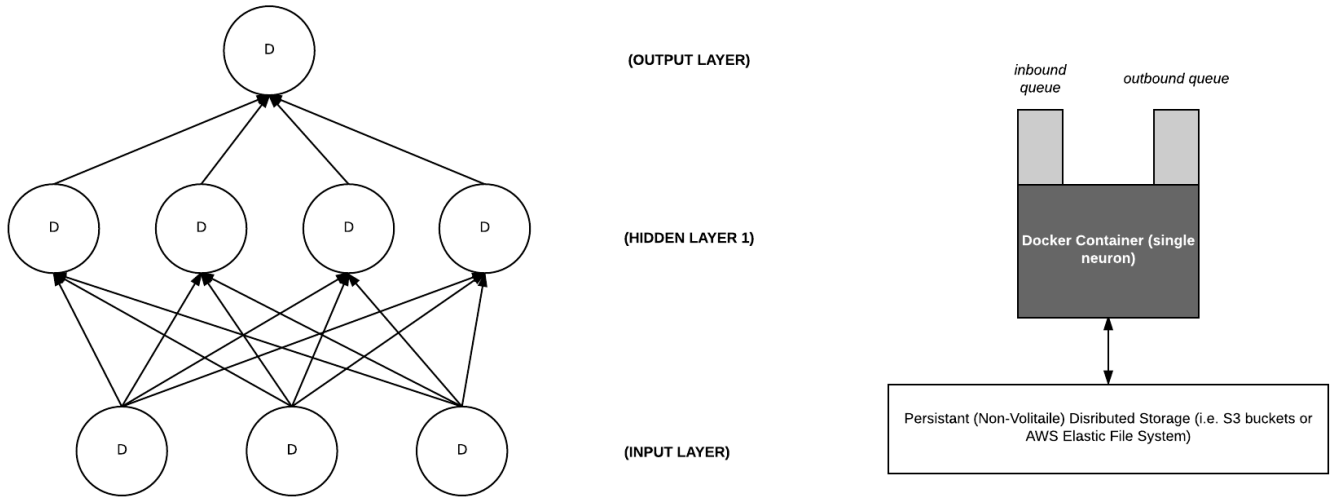 D
(OUTPUT LAYER)
D
D
D
D
(HIDDEN LAYER 1)
D
D
D
(INPUT LAYER)
inbound
queue
outbound queue
Docker Container (single
neuron)
Persistant (Non-Volitaile) Disributed Storage (i.e. S3 buckets or
AWS Elastic File System)